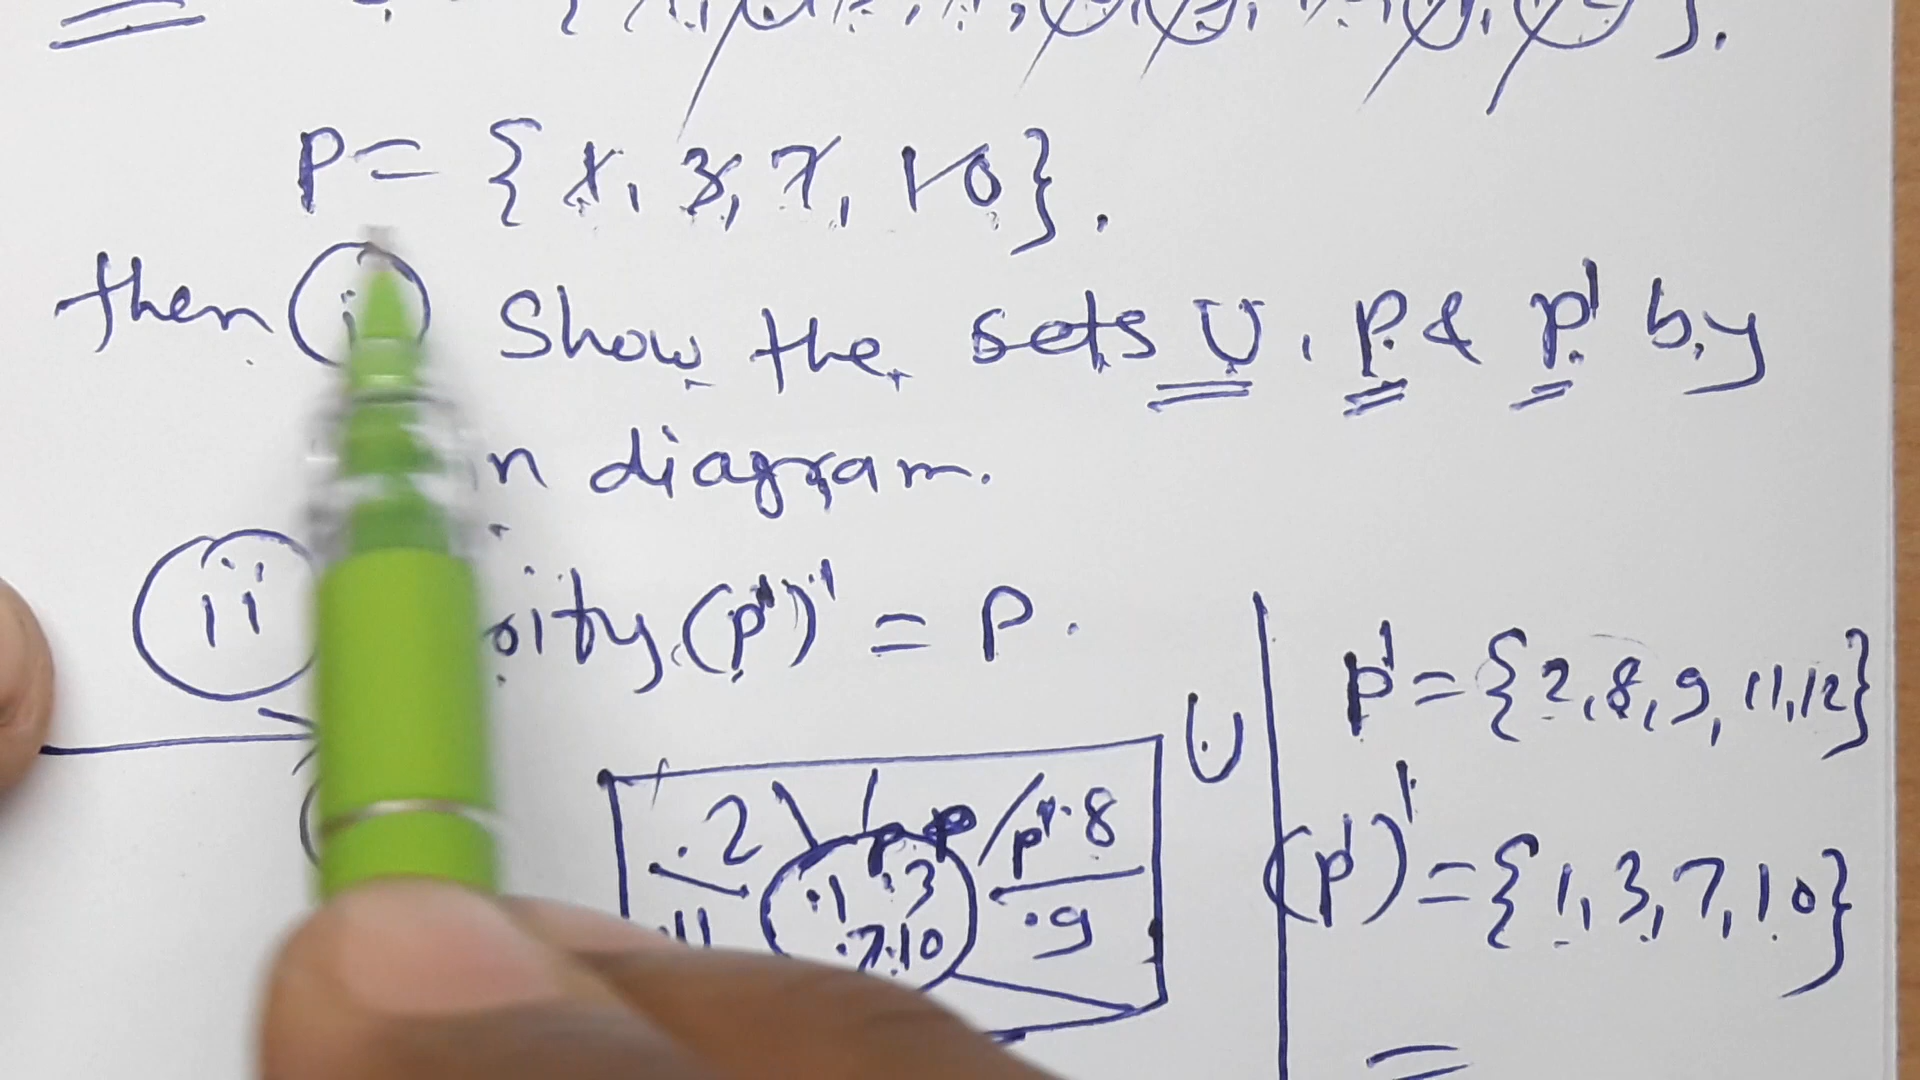 P = { 1, 3, 7, 10 }.
then Show the sets U, P & P' by
diagram.
ii (P')' = P.
P' = { 2, 8, 9, 11, 12 }
U
.2 P P P' .8
(P')' = { 1, 3, 7, 10 }
.1 .3
.11 .7 .10 .9